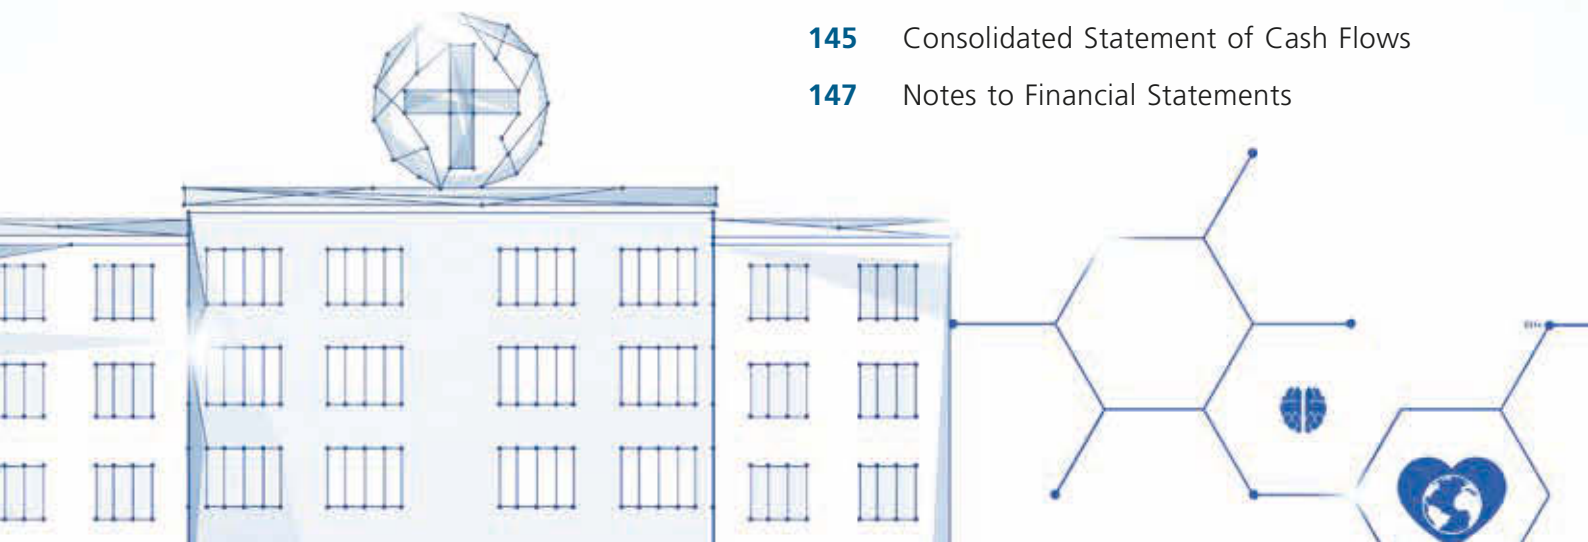 145 Consolidated Statement of Cash Flows
147 Notes to Financial Statements